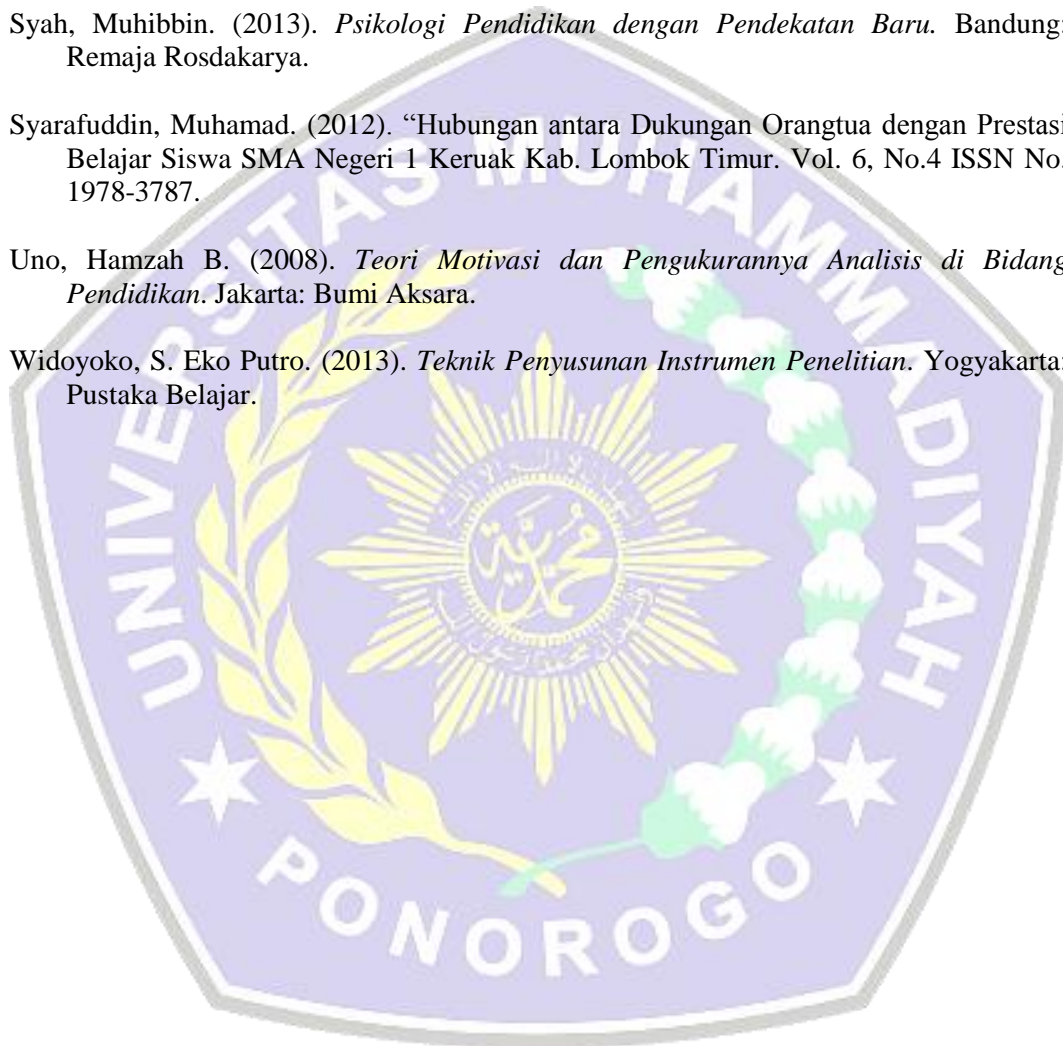 Syah, Muhibbin. (2013). Psikologi Pendidikan dengan Pendekatan Baru. Bandung:
Remaja Rosdakarya.
Syarafuddin, Muhamad. (2012). “Hubungan antara Dukungan Orangtua dengan Prestasi
Belajar Siswa SMA Negeri 1 Keruak Kab. Lombok Timur. Vol. 6, No.4 ISSN No.
1978-3787.
Uno, Hamzah B. (2008). Teori Motivasi dan Pengukurannya Analisis di Bidang
Pendidikan. Jakarta: Bumi Aksara.
Widoyoko, S. Eko Putro. (2013). Teknik Penyusunan Instrumen Penelitian. Yogyakarta:
Pustaka Belajar.
UNIVERSITAS MUHAMMADIYAH
PONOROGO
محمدية